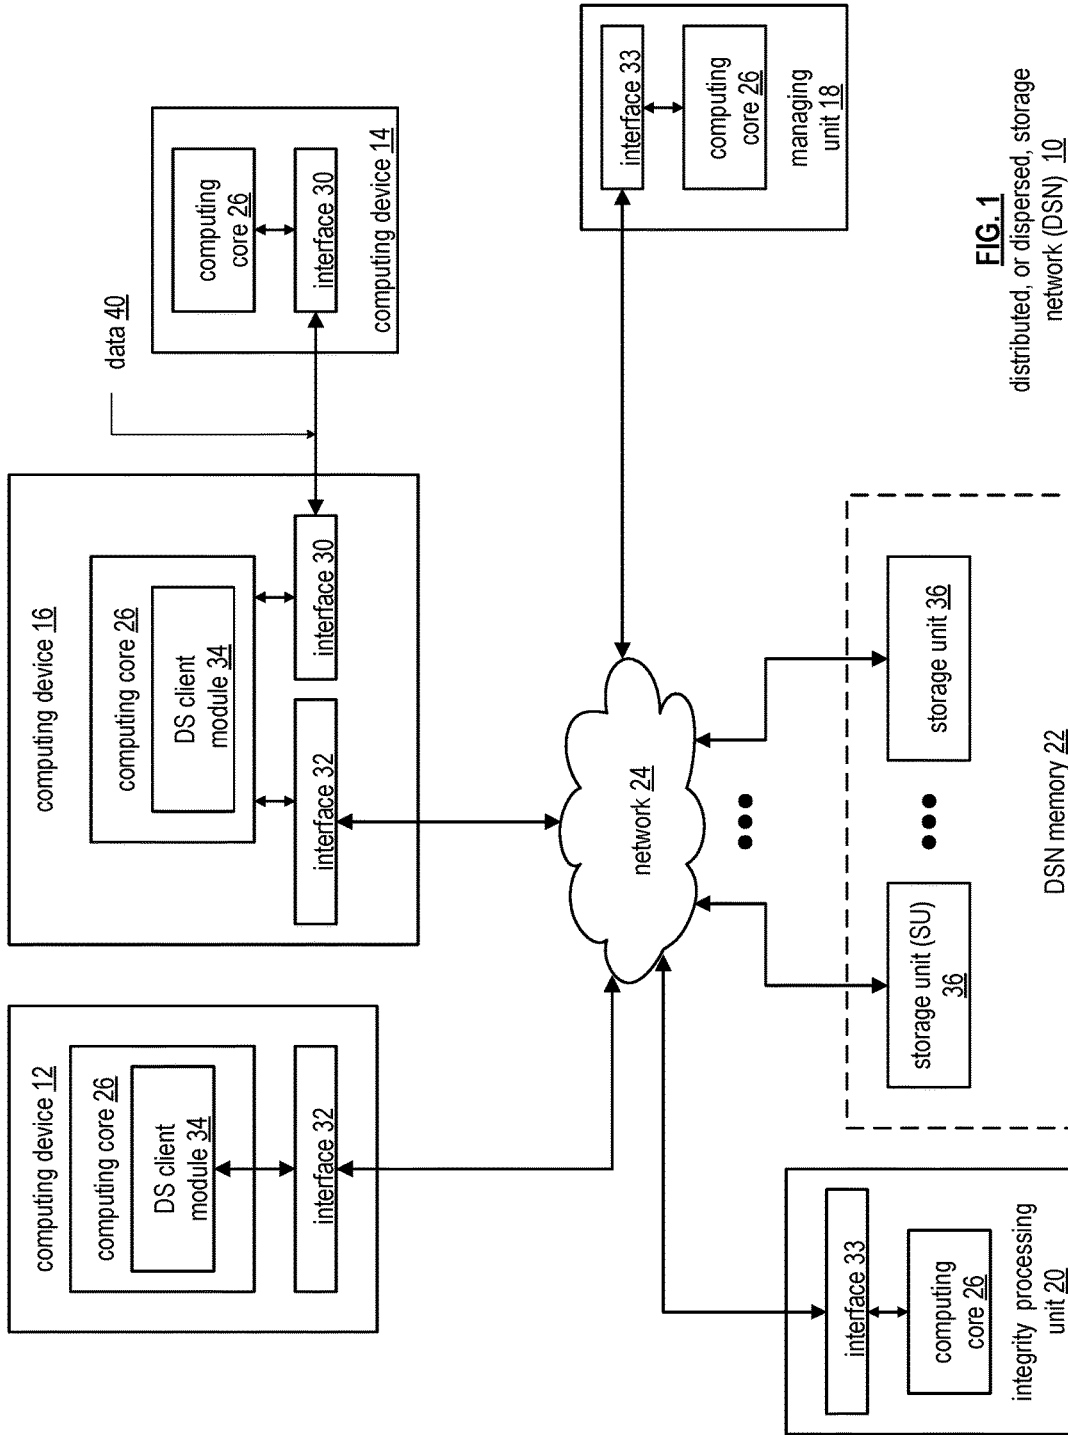 computing device 12
computing core 26
DS client
module 34
interface 32
computing device 16
computing core 26
DS client
module 34
interface 32
interface 30
data 40
computing
core 26
interface 30
computing device 14
network 24
interface 33
computing
core 26
managing
unit 18
interface 33
computing
core 26
integrity processing
unit 20
storage unit (SU)
36
storage unit 36
DSN memory 22
FIG. 1
distributed, or dispersed, storage
network (DSN) 10